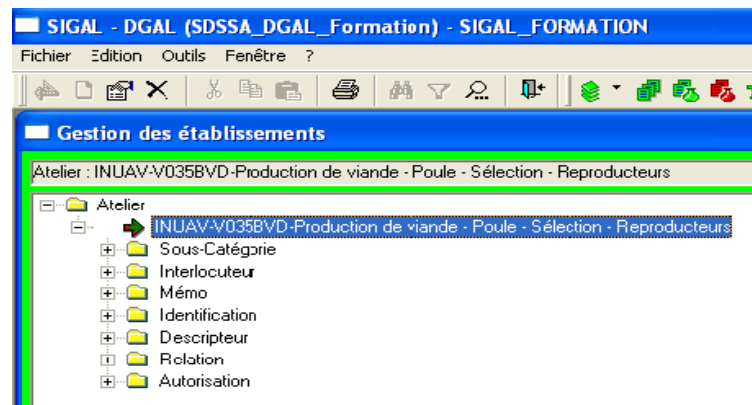 SIGAL - DGAL (SDSSA_DGAL_Formation) - SIGAL_FORMATION
Fichier Edition Outils Fenêtre ?
Gestion des établissements
Atelier : INUAV-V035BVD-Production de viande - Poule - Sélection - Reproducteurs
Atelier
INUAV-V035BVD-Production de viande - Poule - Sélection - Reproducteurs
Sous-Catégorie
Interlocuteur
Mémo
Identification
Descripteur
Relation
Autorisation